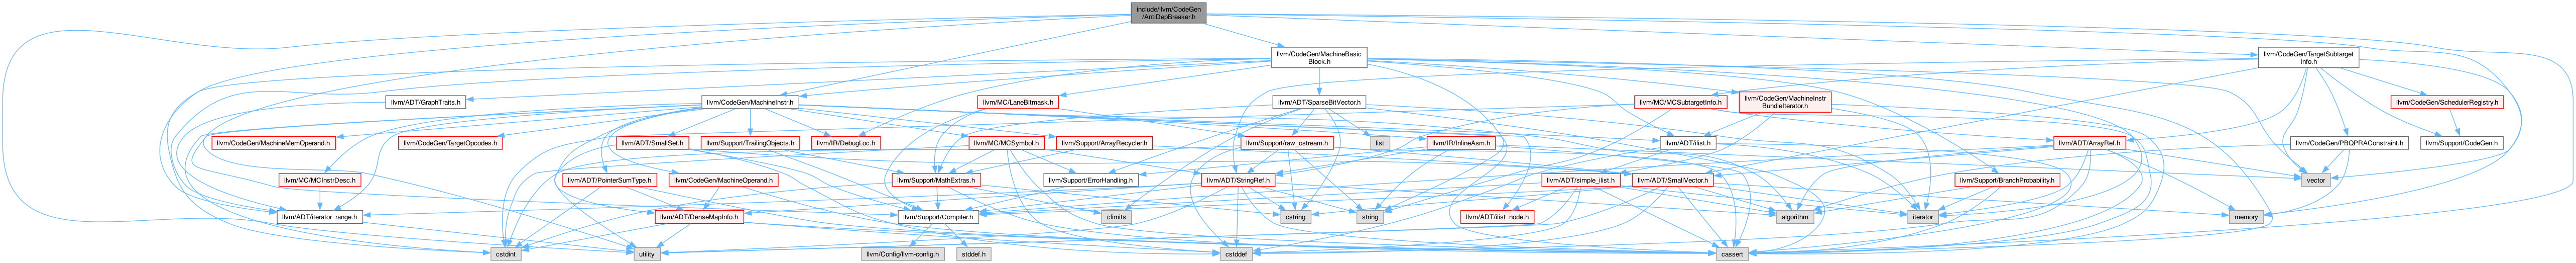 include/llvm/CodeGen
/AntiDepBreaker.h
llvm/CodeGen/MachineBasic
Block.h
llvm/CodeGen/TargetSubtarget
Info.h
llvm/ADT/GraphTraits.h
llvm/CodeGen/MachineInstr.h
llvm/MC/LaneBitmask.h
llvm/ADT/SparseBitVector.h
llvm/MC/MCSubtargetInfo.h
llvm/CodeGen/MachineInstr
BundleIterator.h
llvm/CodeGen/SchedulerRegistry.h
llvm/CodeGen/MachineMemOperand.h
llvm/CodeGen/TargetOpcodes.h
llvm/ADT/SmallSet.h
llvm/Support/TrailingObjects.h
llvm/IR/DebugLoc.h
llvm/MC/MCSymbol.h
llvm/Support/ArrayRecycler.h
llvm/Support/raw_ostream.h
list
llvm/IR/InlineAsm.h
llvm/ADT/ilist.h
llvm/ADT/ArrayRef.h
llvm/CodeGen/PBQPRAConstraint.h
llvm/Support/CodeGen.h
llvm/MC/MCInstrDesc.h
llvm/ADT/PointerSumType.h
llvm/CodeGen/MachineOperand.h
llvm/Support/MathExtras.h
llvm/Support/ErrorHandling.h
llvm/ADT/StringRef.h
llvm/ADT/simple_ilist.h
llvm/ADT/SmallVector.h
llvm/Support/BranchProbability.h
vector
llvm/ADT/iterator_range.h
llvm/ADT/DenseMapInfo.h
llvm/Support/Compiler.h
climits
cstring
string
llvm/ADT/ilist_node.h
algorithm
iterator
memory
cstdint
utility
llvm/Config/llvm-config.h
stddef.h
cstddef
cassert